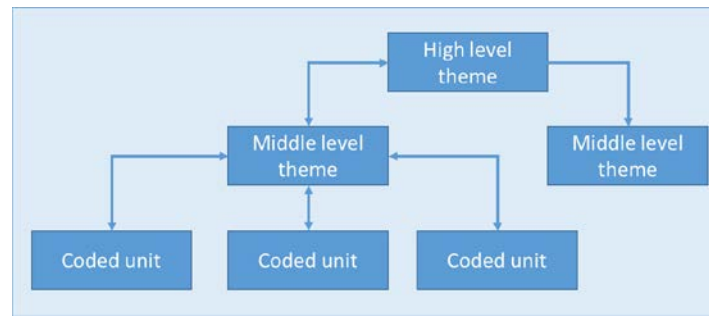 High level
theme
Middle level
theme
Middle level
theme
Coded unit
Coded unit
Coded unit